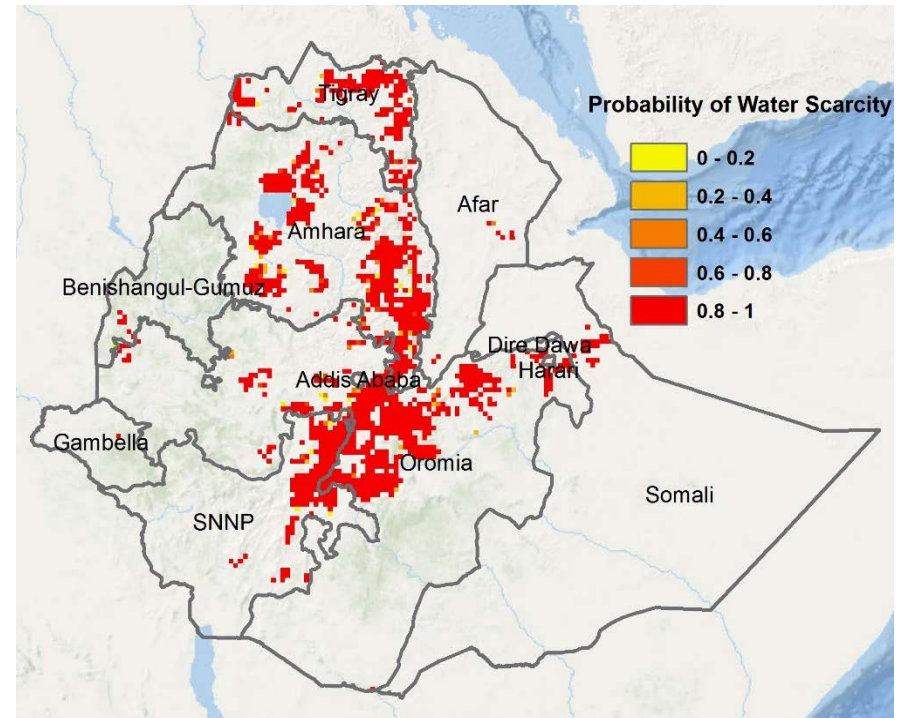 Tigray
Probability of Water Scarcity
0 - 0.2
0.2 - 0.4
0.4 - 0.6
0.6 - 0.8
0.8 - 1
Afar
Amhara
Benishangul-Gumuz
Dire Dawa
Harari
Addis Ababa
Gambella
Oromia
Somali
SNNP